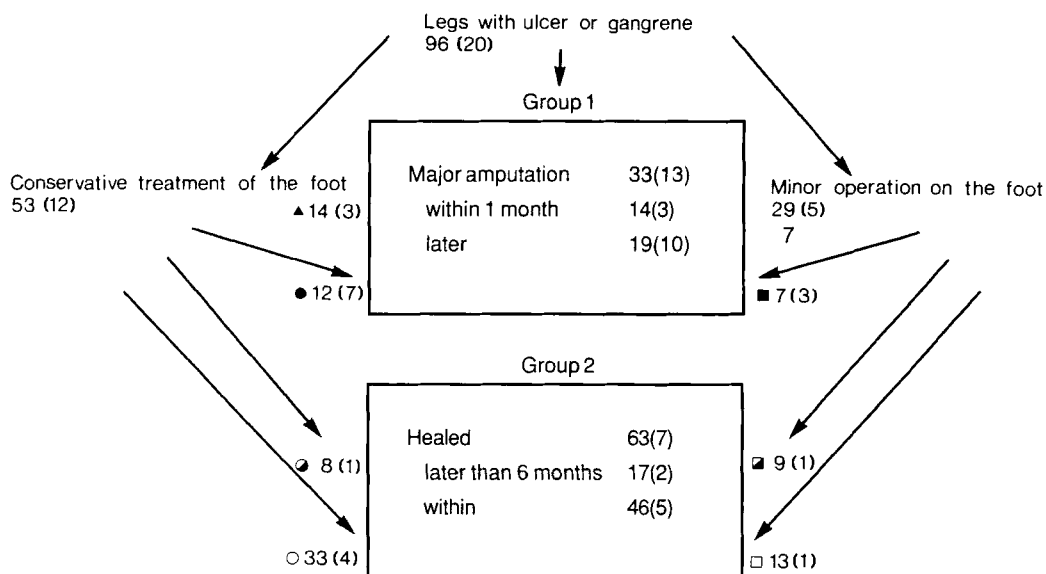 Legs with ulcer or gangrene
96 (20)
Group 1
Conservative treatment of the foot
53 (12)
▲ 14 (3)
Major amputation 33(13)
within 1 month 14(3)
later 19(10)
Minor operation on the foot
29 (5)
7
● 12 (7)
■ 7 (3)
Group 2
Healed 63(7)
later than 6 months 17(2)
within 46(5)
8 (1)
9 (1)
○ 33 (4)
□ 13 (1)